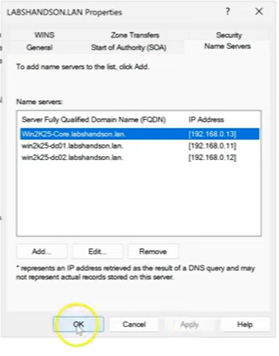 LABSHANDSON.LAN Properties ? ×
WINS Zone Transfers Security
General Start of Authority (SOA) Name Servers
To add name servers to the list, click Add.
Name servers:
Server Fully Qualified Domain Name (FQDN) IP Address
Win2K25-Core.labshandson.lan. [192.168.0.13]
win2k25-dc01.labshandson.lan. [192.168.0.11]
win2k25-dc02.labshandson.lan. [192.168.0.12]
Add... Edit... Remove
* represents an IP address retrieved as the result of a DNS query and may
not represent actual records stored on this server.
OK Cancel Apply Help